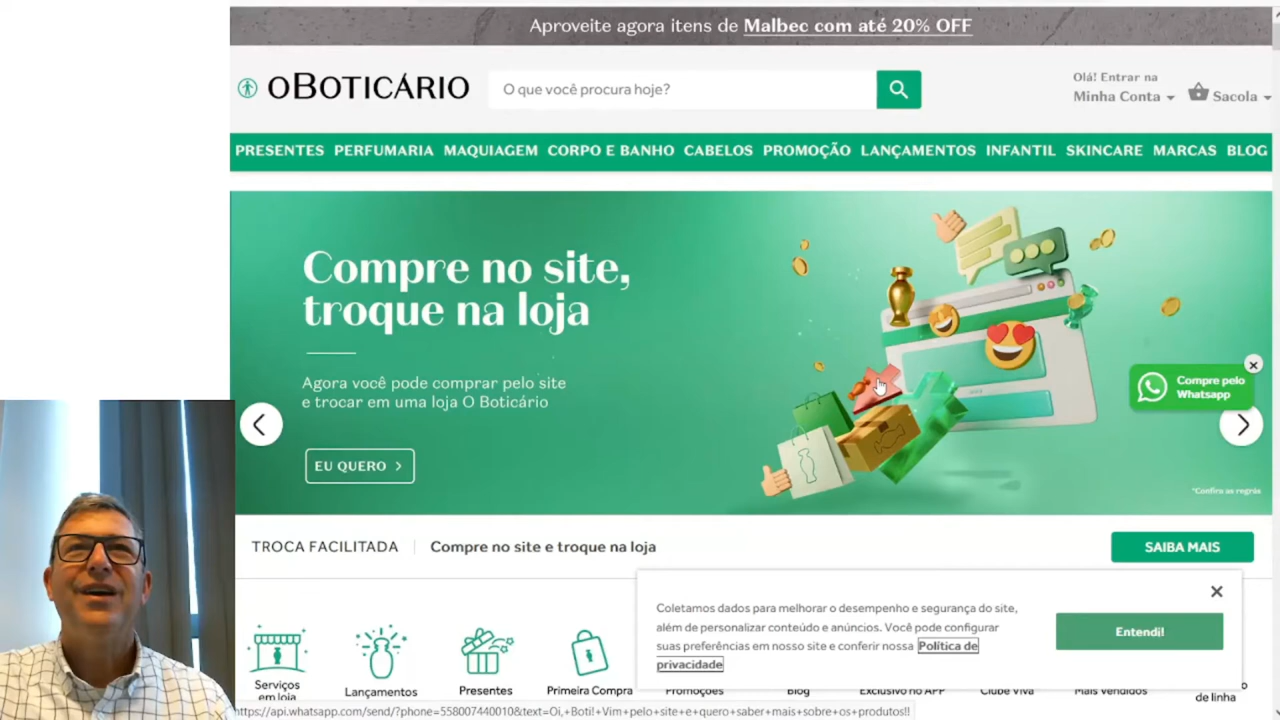 Aproveite agora itens de Malbec com até 20% OFF
oBOTICÁRIO
O que você procura hoje?
Olá! Entrar na
Minha Conta
Sacola
PRESENTES PERFUMARIA MAQUIAGEM CORPO E BANHO CABELOS PROMOÇÃO LANÇAMENTOS INFANTIL SKINCARE MARCAS BLOG
Compre no site,
troque na loja
Agora você pode comprar pelo site
e trocar em uma loja O Boticário
EU QUERO
Compre pelo
Whatsapp
*Confira as regras
TROCA FACILITADA
Compre no site e troque na loja
SAIBA MAIS
Coletamos dados para melhorar o desempenho e segurança do site,
além de personalizar conteúdo e anúncios. Você pode configurar
suas preferências em nosso site e conferir nossa Política de
privacidade
Entendi!
Serviços
em loja
Lançamentos
Presentes
Primeira Compra
Promoções
Blog
Exclusivo no APP
Clube Viva
Mais Vendidos
de linha
https://api.whatsapp.com/send/?phone=558007440010&text=Oi,+Boti!+Vim+pelo+site+e+quero+saber+mais+sobre+os+produtos!!